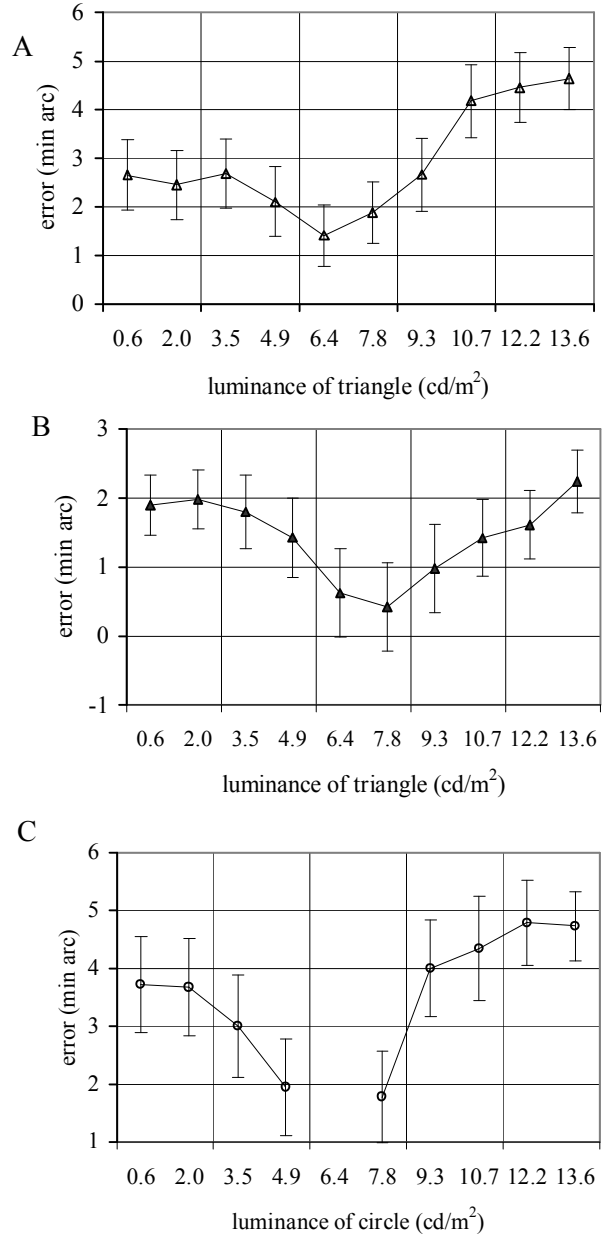 A
error (min arc)
6
5
4
3
2
1
0
0.6 2.0 3.5 4.9 6.4 7.8 9.3 10.7 12.2 13.6
luminance of triangle (cd/m²)
B
error (min arc)
3
2
1
0
-1
0.6 2.0 3.5 4.9 6.4 7.8 9.3 10.7 12.2 13.6
luminance of triangle (cd/m²)
C
error (min arc)
6
5
4
3
2
1
0.6 2.0 3.5 4.9 6.4 7.8 9.3 10.7 12.2 13.6
luminance of circle (cd/m²)